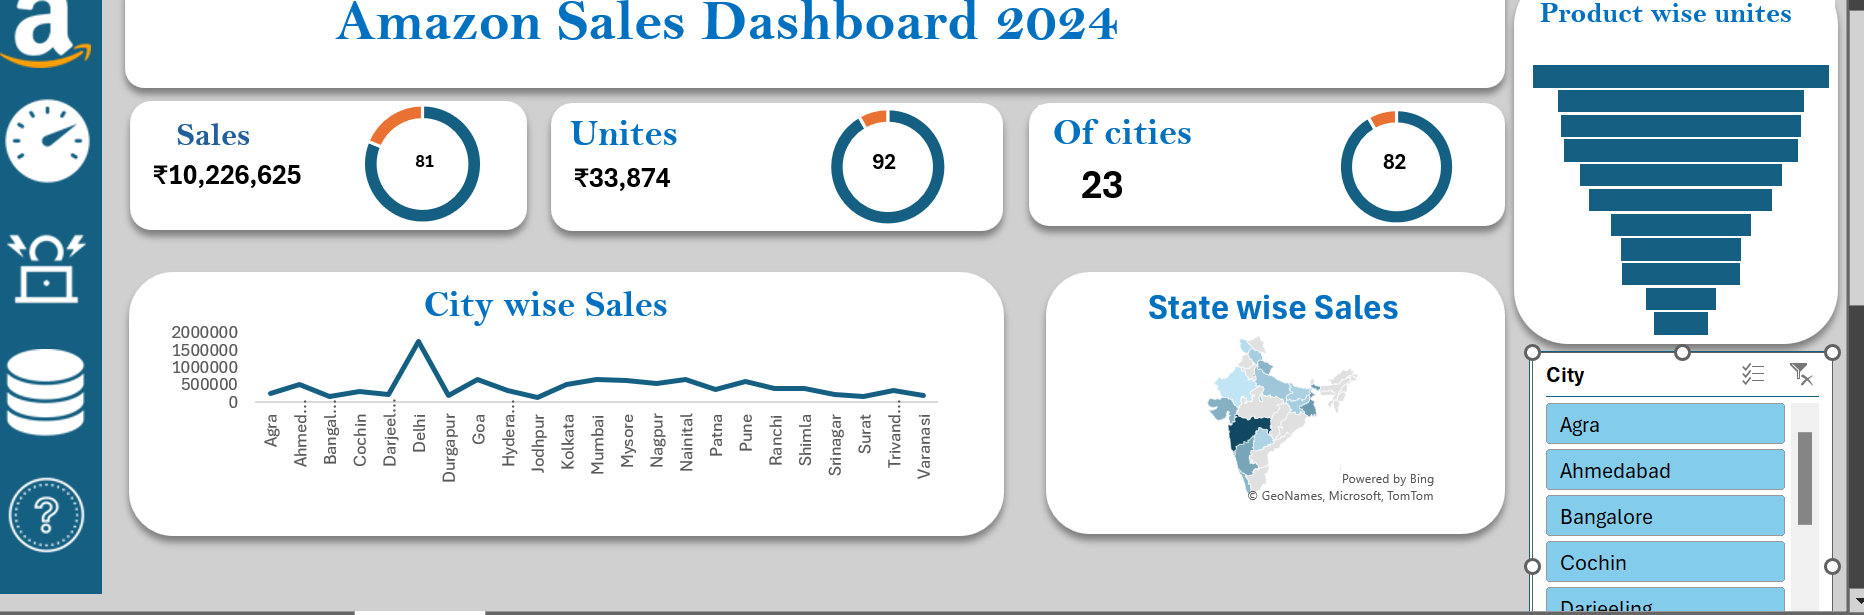 a
Amazon Sales Dashboard 2024
Product wise unites
Sales
₹10,226,625
81
Unites
₹33,874
92
Of cities
23
82
City wise Sales
2000000
1500000
1000000
500000
0
Agra
Ahmed...
Bangal...
Cochin
Darjeel...
Delhi
Durgapur
Goa
Hydera...
Jodhpur
Kolkata
Mumbai
Mysore
Nagpur
Nainital
Patna
Pune
Ranchi
Shimla
Srinagar
Surat
Trivand...
Varanasi
State wise Sales
Powered by Bing
© GeoNames, Microsoft, TomTom
City
Agra
Ahmedabad
Bangalore
Cochin
Darjeeling
?